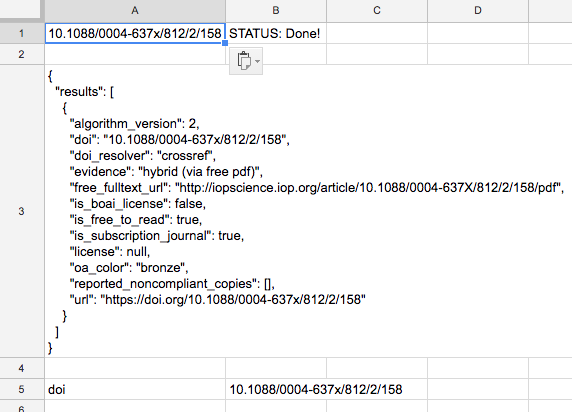 A B C D
1 10.1088/0004-637x/812/2/158 STATUS: Done!
2
3
{
"results": [
{
"algorithm_version": 2,
"doi": "10.1088/0004-637x/812/2/158",
"doi_resolver": "crossref",
"evidence": "hybrid (via free pdf)",
"free_fulltext_url": "http://iopscience.iop.org/article/10.1088/0004-637X/812/2/158/pdf",
"is_boai_license": false,
"is_free_to_read": true,
"is_subscription_journal": true,
"license": null,
"oa_color": "bronze",
"reported_noncompliant_copies": [],
"url": "https://doi.org/10.1088/0004-637x/812/2/158"
}
]
}
4
5 doi 10.1088/0004-637x/812/2/158
6